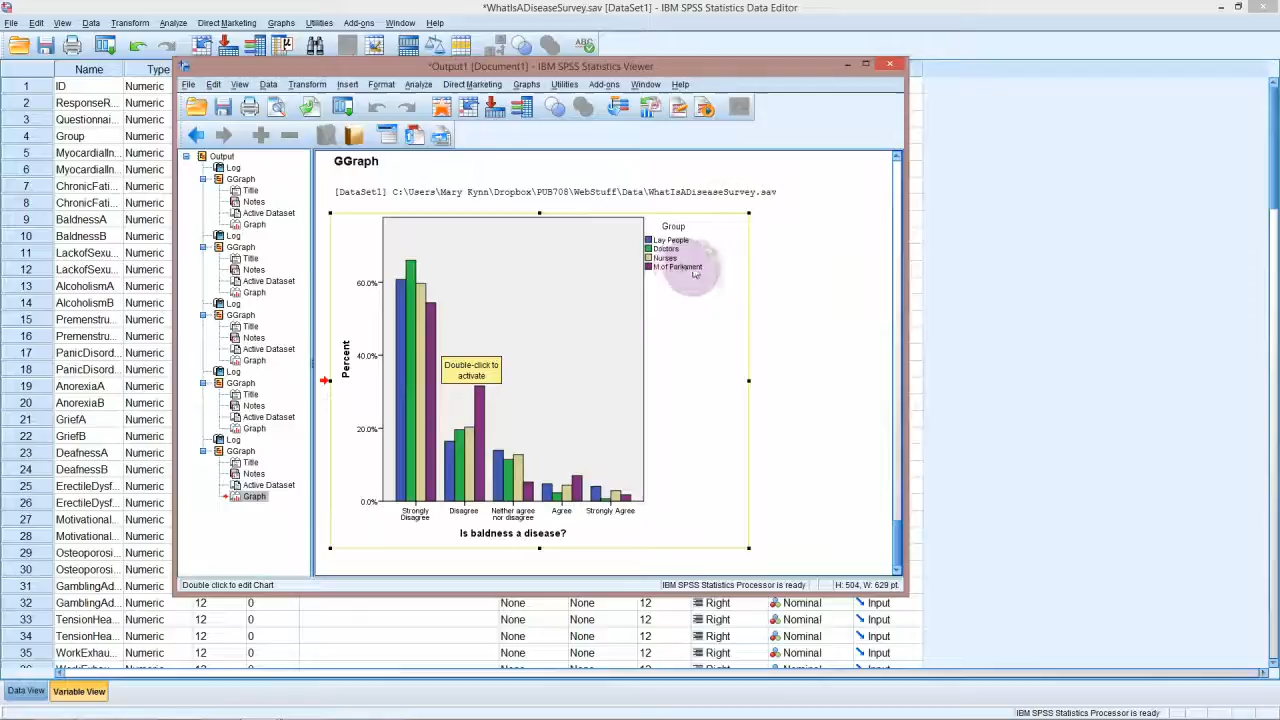 *WhatIsADiseaseSurvey.sav [DataSet1] - IBM SPSS Statistics Data Editor
File Edit View Data Transform Analyze Direct Marketing Graphs Utilities Add-ons Window Help
Name Type
1 ID Numeric
2 ResponseR... Numeric
3 Questionnai... Numeric
4 Group Numeric
5 MyocardialIn... Numeric
6 MyocardialIn... Numeric
7 ChronicFati... Numeric
8 ChronicFati... Numeric
9 BaldnessA Numeric
10 BaldnessB Numeric
11 LackofSexu... Numeric
12 LackofSexu... Numeric
13 AlcoholismA Numeric
14 AlcoholismB Numeric
15 Premenstru... Numeric
16 Premenstru... Numeric
17 PanicDisord... Numeric
18 PanicDisord... Numeric
19 AnorexiaA Numeric
20 AnorexiaB Numeric
21 GriefA Numeric
22 GriefB Numeric
23 DeafnessA Numeric
24 DeafnessB Numeric
25 ErectileDysf... Numeric
26 ErectileDysf... Numeric
27 Motivational... Numeric
28 Motivational... Numeric
29 Osteoporosi... Numeric
30 Osteoporosi... Numeric
31 GamblingAd... Numeric
32 GamblingAd... Numeric 12 0 None None 12 Right Nominal Input
33 TensionHea... Numeric 12 0 None None 12 Right Nominal Input
34 TensionHea... Numeric 12 0 None None 12 Right Nominal Input
35 WorkExhau... Numeric 12 0 None None 12 Right Nominal Input
*Output1 [Document1] - IBM SPSS Statistics Viewer
File Edit View Data Transform Insert Format Analyze Direct Marketing Graphs Utilities Add-ons Window Help
Output
Log
GGraph
Title
Notes
Active Dataset
Graph
Log
GGraph
Title
Notes
Active Dataset
Graph
Log
GGraph
Title
Notes
Active Dataset
Graph
Log
GGraph
Title
Notes
Active Dataset
Graph
Log
GGraph
Title
Notes
Active Dataset
Graph
GGraph
[DataSet1] C:\Users\Mary Kynn\Dropbox\PUB708\WebStuff\Data\WhatIsADiseaseSurvey.sav
Group
Lay People
Doctors
Nurses
M.of Parliament
Percent
60.0%
40.0%
20.0%
0.0%
Double-click to
activate
Strongly Disagree Neither agree Agree Strongly Agree
Disagree nor disagree
Is baldness a disease?
Double click to edit Chart IBM SPSS Statistics Processor is ready H: 504, W: 629 pt.
Data View Variable View
IBM SPSS Statistics Processor is ready